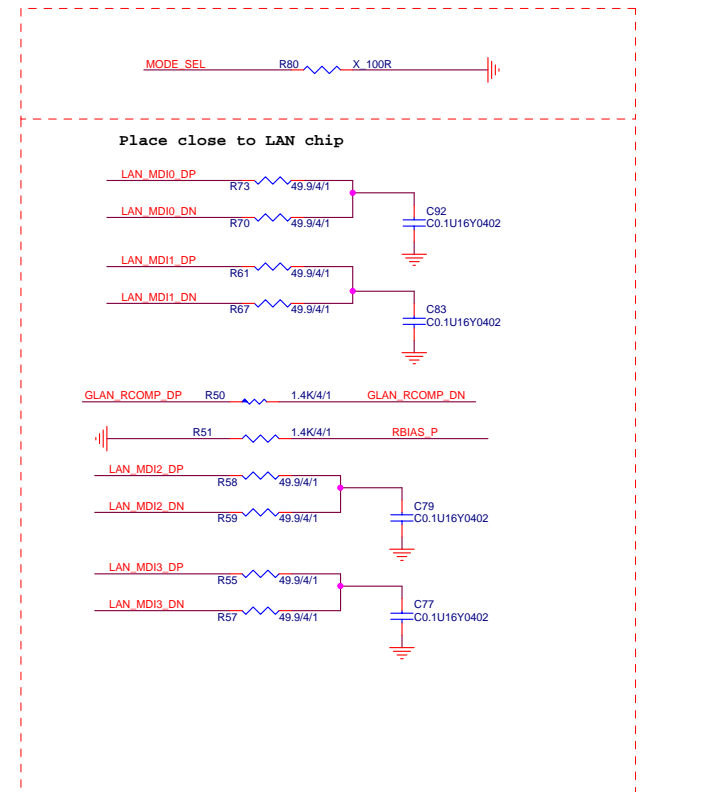 MODE_SEL R80 X_100R
Place close to LAN chip
LAN_MDI0_DP
R73 49.9/4/1
LAN_MDI0_DN
R70 49.9/4/1
C92
C0.1U16Y0402
LAN_MDI1_DP
R61 49.9/4/1
LAN_MDI1_DN
R67 49.9/4/1
C83
C0.1U16Y0402
GLAN_RCOMP_DP R50 1.4K/4/1 GLAN_RCOMP_DN
R51 1.4K/4/1 RBIAS_P
LAN_MDI2_DP
R58 49.9/4/1
LAN_MDI2_DN
R59 49.9/4/1
C79
C0.1U16Y0402
LAN_MDI3_DP
R55 49.9/4/1
LAN_MDI3_DN
R57 49.9/4/1
C77
C0.1U16Y0402